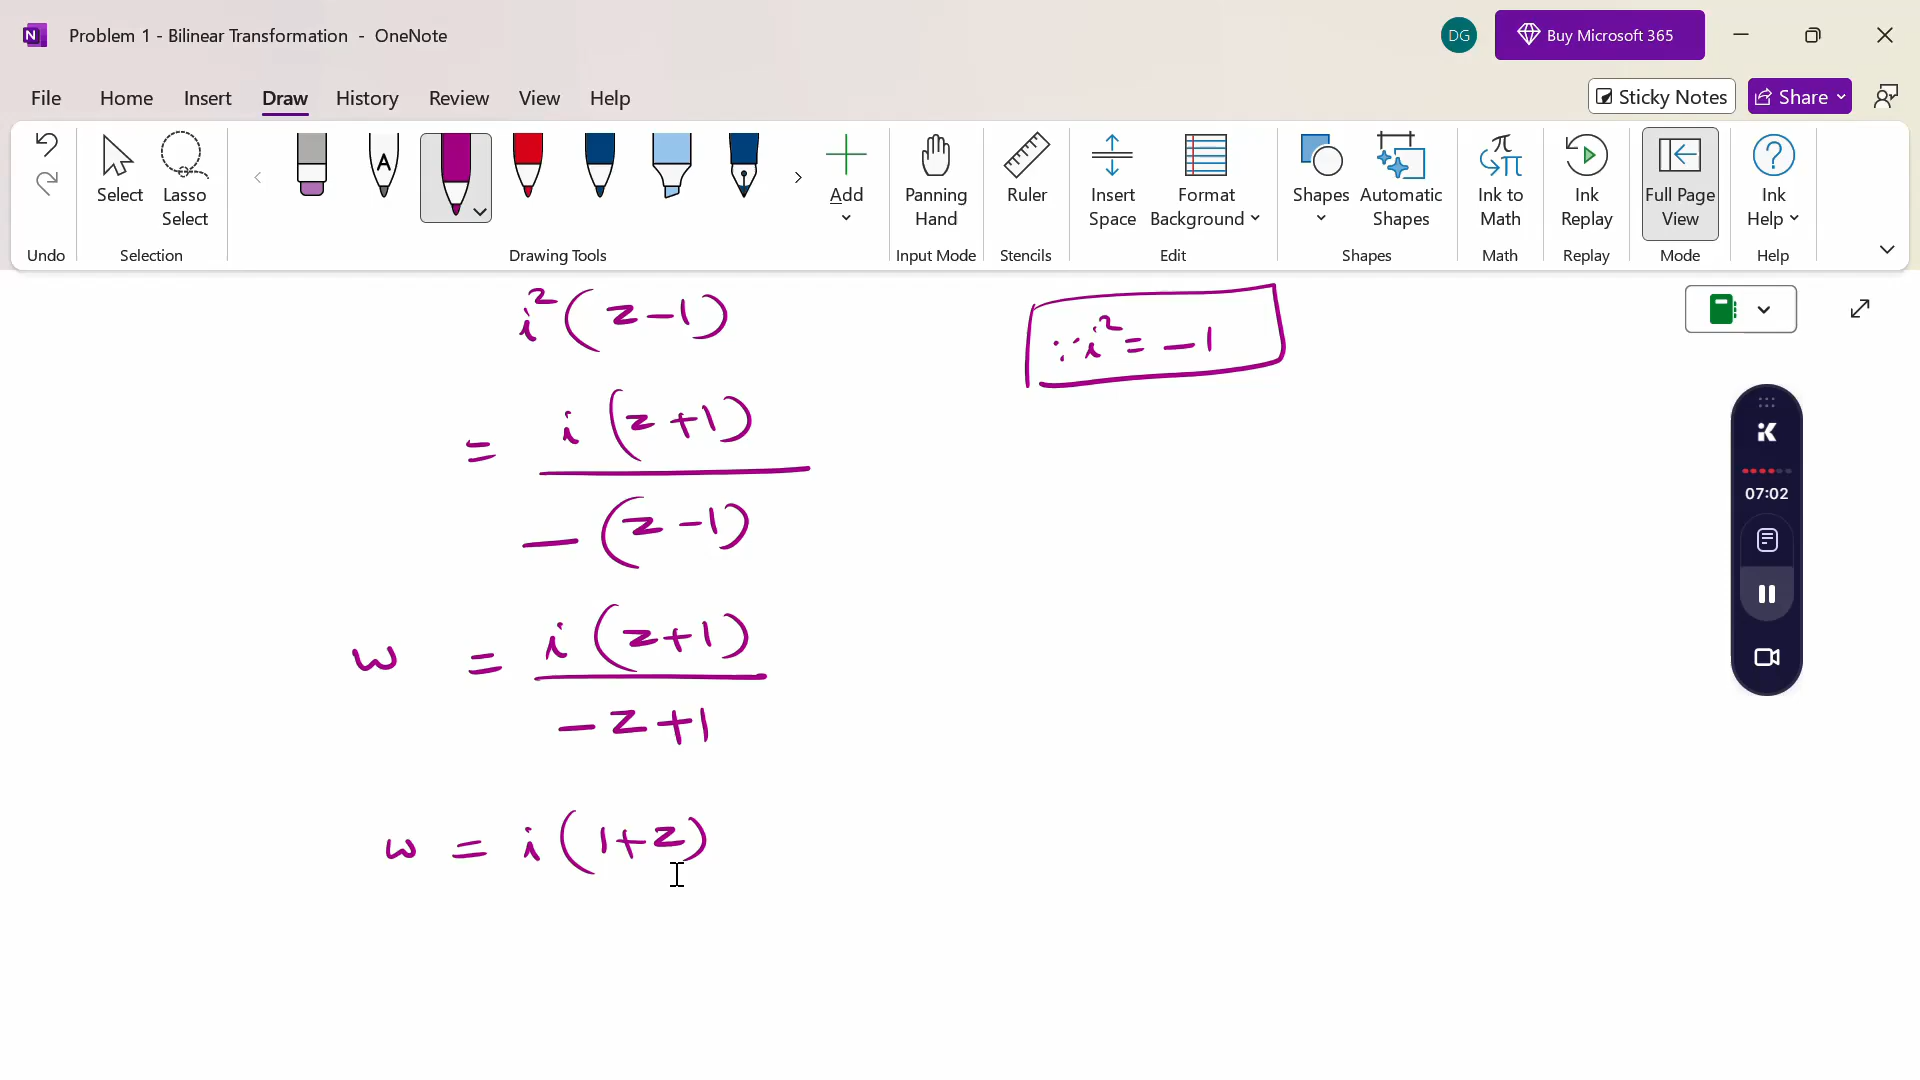 Problem 1 - Bilinear Transformation - OneNote
DG
Buy Microsoft 365
File Home Insert Draw History Review View Help
Sticky Notes
Share
A
Select
Lasso Select
Add
Panning Hand
Ruler
Insert Space
Format Background
Shapes
Automatic Shapes
Ink to Math
Ink Replay
Full Page View
Ink Help
Undo
Selection
Drawing Tools
Input Mode
Stencils
Edit
Shapes
Math
Replay
Mode
Help
i²(z-1)
∵ i² = -1
= i(z+1)
-(z-1)
w = i(z+1)
-z+1
w = i(1+z)
07:02